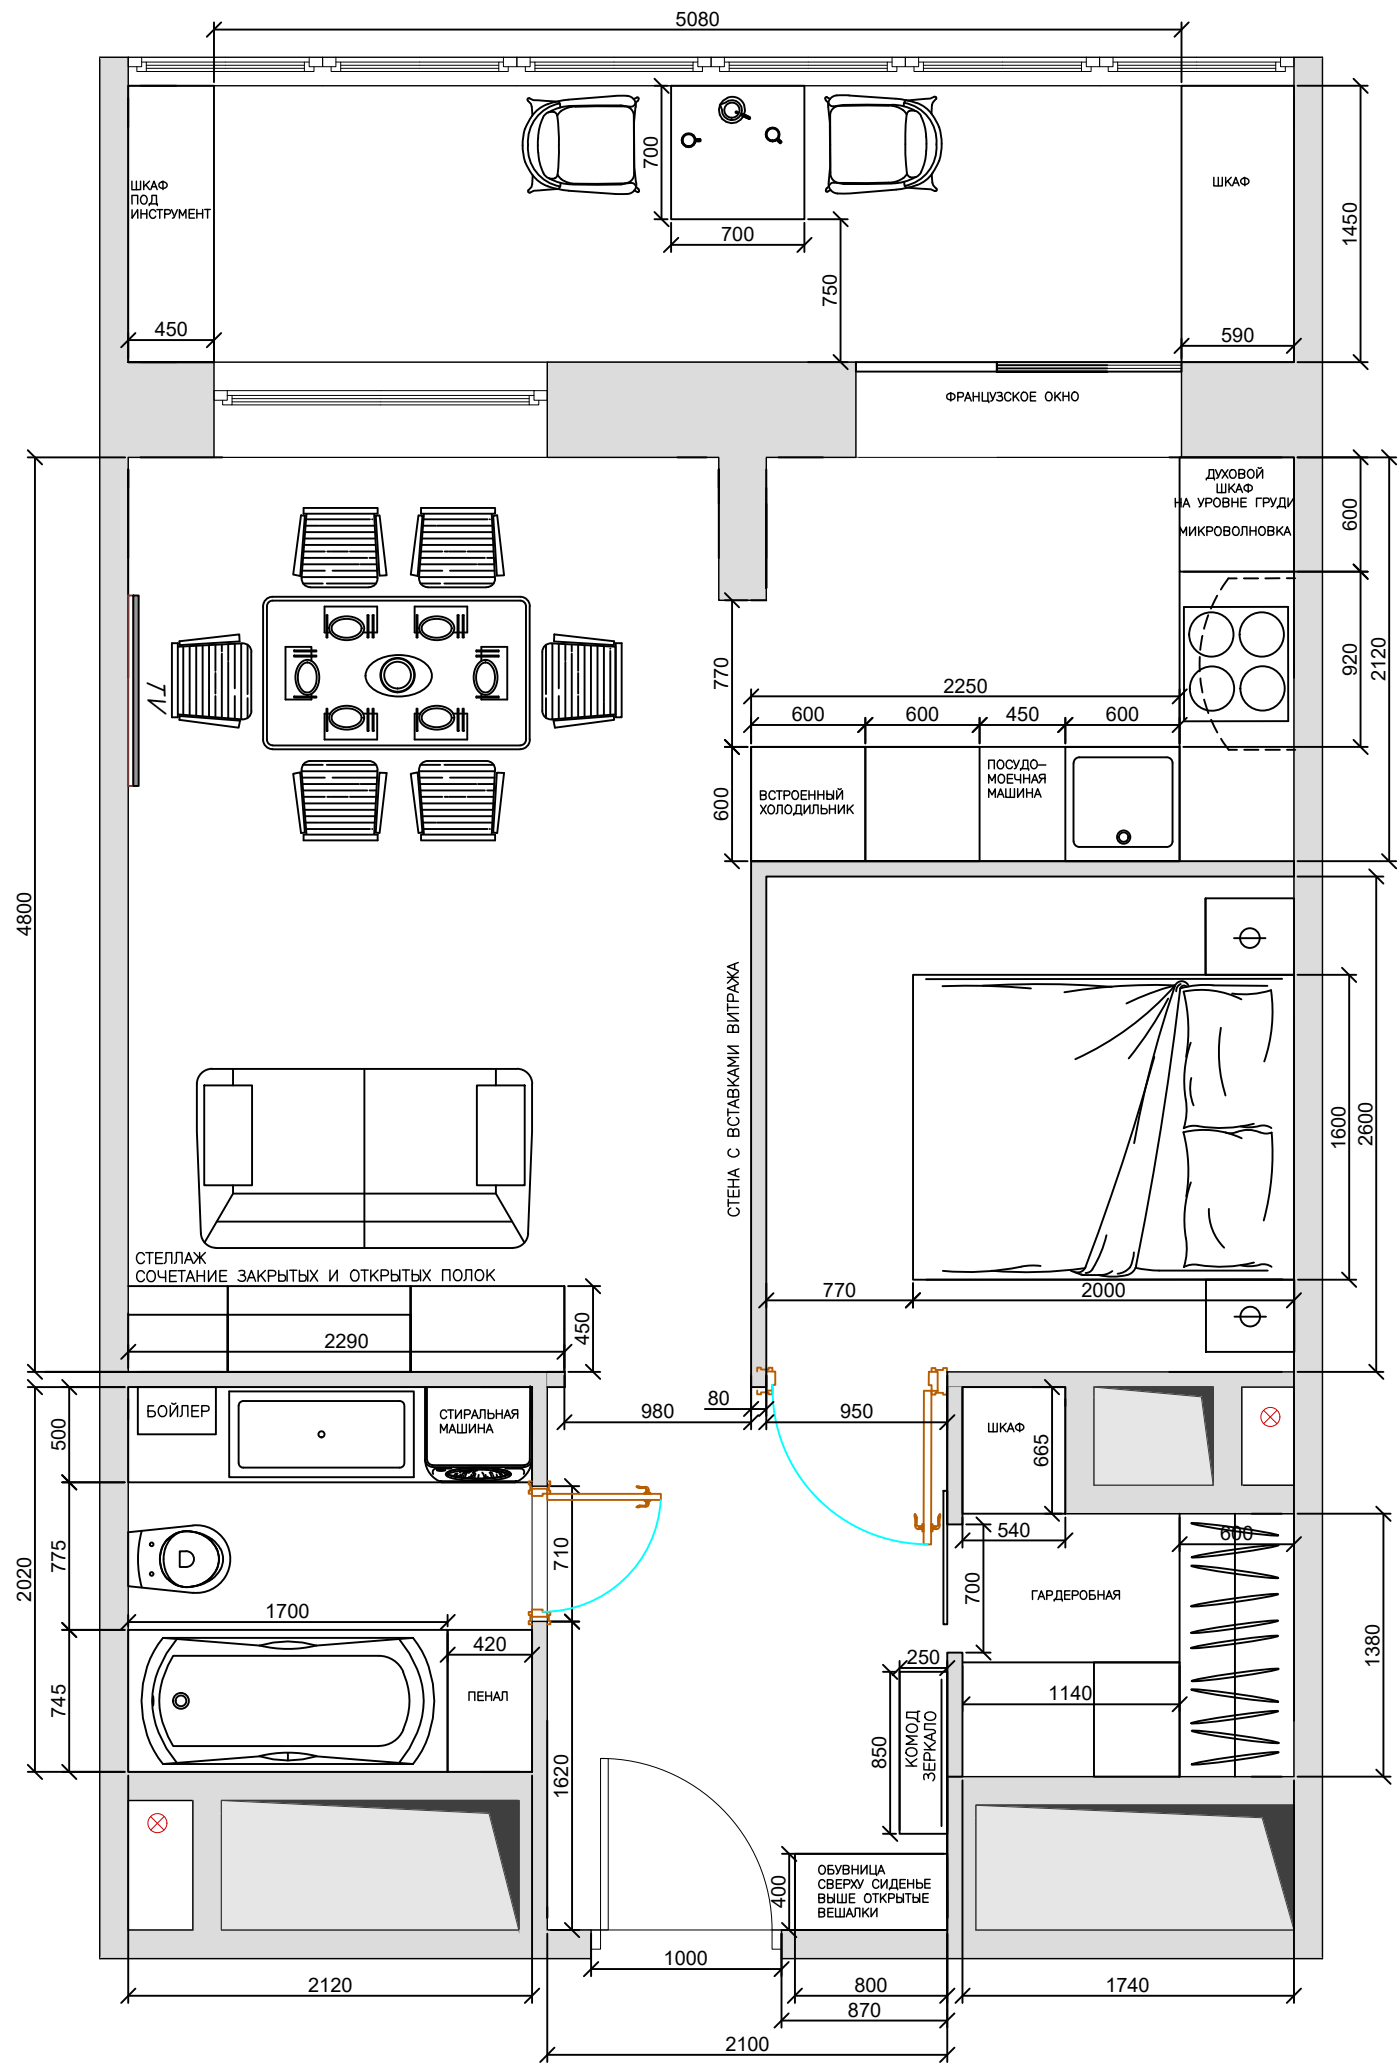 5080
700
ШКАФ
ПОД
ИНСТРУМЕНТ
ШКАФ
1450
700
750
450
590
ФРАНЦУЗСКОЕ ОКНО
ДУХОВОЙ
ШКАФ
НА УРОВНЕ ГРУДИ
МИКРОВОЛНОВКА
600
920
2120
TV
770
2250
600
600
450
600
600
ВСТРОЕННЫЙ
ХОЛОДИЛЬНИК
ПОСУДО-
МОЕЧНАЯ
МАШИНА
4800
СТЕНА С ВСТАВКАМИ ВИТРАЖА
1600
2600
СТЕЛЛАЖ
СОЧЕТАНИЕ ЗАКРЫТЫХ И ОТКРЫТЫХ ПОЛОК
770
2000
2290
450
980
80
950
БОЙЛЕР
СТИРАЛЬНАЯ
МАШИНА
ШКАФ
665
500
540
600
775
2020
D
710
700
ГАРДЕРОБНАЯ
1380
1700
420
ПЕНАЛ
745
250
1140
КОМОД
ЗЕРКАЛО
850
1620
400
ОБУВНИЦА
СВЕРХУ СИДЕНЬЕ
ВЫШЕ ОТКРЫТЫЕ
ВЕШАЛКИ
1000
2120
800
1740
870
2100